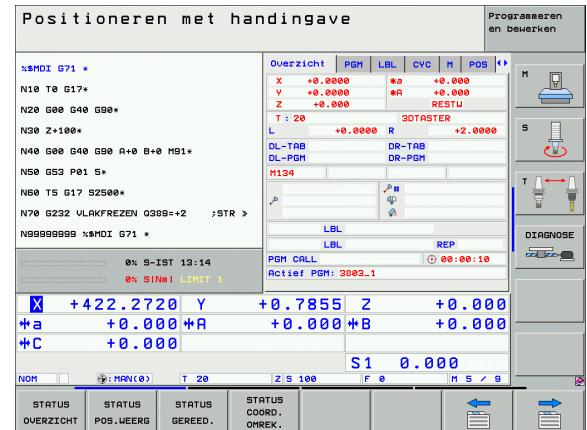 Positioneren met handingave
Programmeren
en bewerken
%$MDI G71 *
N10 T0 G17*
N20 G00 G40 G90*
N30 Z+100*
N40 G00 G40 G90 A+0 B+0 M91*
N50 G53 P01 5*
N60 T5 G17 S2500*
N70 G232 VLAKFREZEN Q389=+2 ;STR »
N99999999 %$MDI G71 *
0% S-IST 13:14
0% S[Nm] LIMIT 1
Overzicht PGM LBL CYC M POS
X +0.0000 *a +0.000
Y +0.0000 *A +0.000
Z +0.000 RESTW
T : 20 3DTASTER
L +0.0000 R +2.0000
DL-TAB DR-TAB
DL-PGM DR-PGM
M134
LBL
LBL REP
PGM CALL 00:00:10
Actief PGM: 3803_1
M
S
T
DIAGNOSE
X +422.2720 Y +0.7855 Z +0.000
*a +0.000 *A +0.000 *B +0.000
*C +0.000
S1 0.000
NOM MAN(0) T 20 Z S 100 F 0 M 5 / 9
STATUS
OVERZICHT
STATUS
POS.WEERG
STATUS
GEREED.
STATUS
COÖRD.
OMREK.